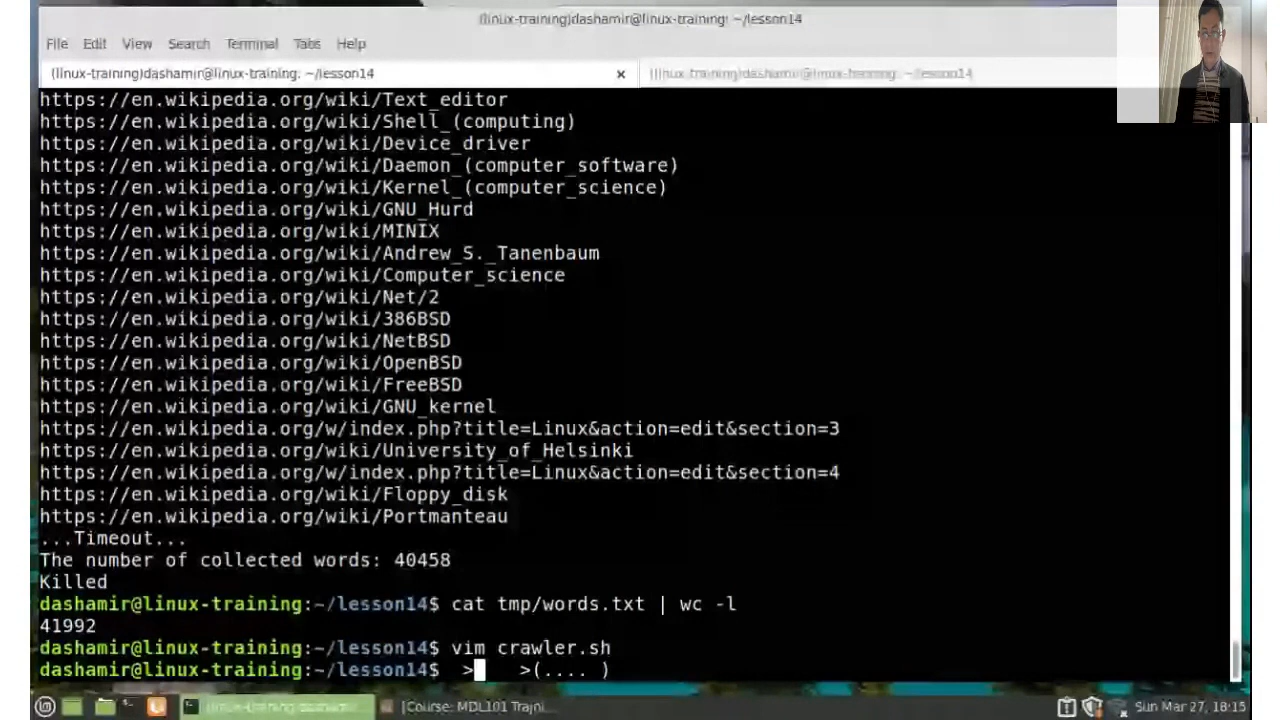 (linux-training)dashamir@linux-training: ~/lesson14
File Edit View Search Terminal Tabs Help
(linux-training)dashamir@linux-training: ~/lesson14 × (linux-training)dashamir@linux-training: ~/lesson14
https://en.wikipedia.org/wiki/Text_editor
https://en.wikipedia.org/wiki/Shell_(computing)
https://en.wikipedia.org/wiki/Device_driver
https://en.wikipedia.org/wiki/Daemon_(computer_software)
https://en.wikipedia.org/wiki/Kernel_(computer_science)
https://en.wikipedia.org/wiki/GNU_Hurd
https://en.wikipedia.org/wiki/MINIX
https://en.wikipedia.org/wiki/Andrew_S._Tanenbaum
https://en.wikipedia.org/wiki/Computer_science
https://en.wikipedia.org/wiki/Net/2
https://en.wikipedia.org/wiki/386BSD
https://en.wikipedia.org/wiki/NetBSD
https://en.wikipedia.org/wiki/OpenBSD
https://en.wikipedia.org/wiki/FreeBSD
https://en.wikipedia.org/wiki/GNU_kernel
https://en.wikipedia.org/w/index.php?title=Linux&action=edit&section=3
https://en.wikipedia.org/wiki/University_of_Helsinki
https://en.wikipedia.org/w/index.php?title=Linux&action=edit&section=4
https://en.wikipedia.org/wiki/Floppy_disk
https://en.wikipedia.org/wiki/Portmanteau
...Timeout...
The number of collected words: 40458
Killed
dashamir@linux-training:~/lesson14$ cat tmp/words.txt | wc -l
41992
dashamir@linux-training:~/lesson14$ vim crawler.sh
dashamir@linux-training:~/lesson14$  >    >(.... )
(linux-training)dashamir... [Course: MDL101 Traini... Sun Mar 27, 18:15